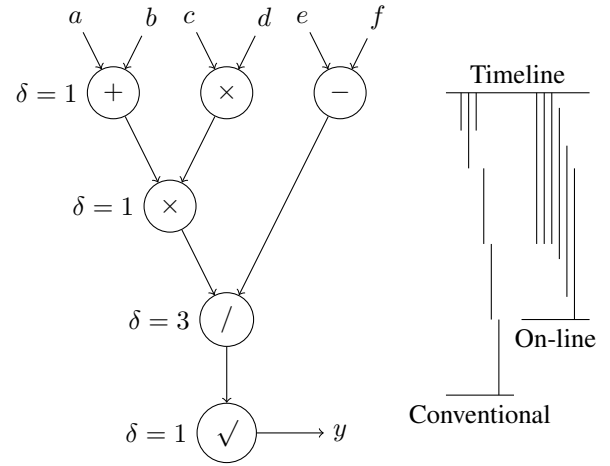 a b c d e f
Timeline
δ = 1 + × −
δ = 1 ×
δ = 3 /
On-line
Conventional
δ = 1 √ y